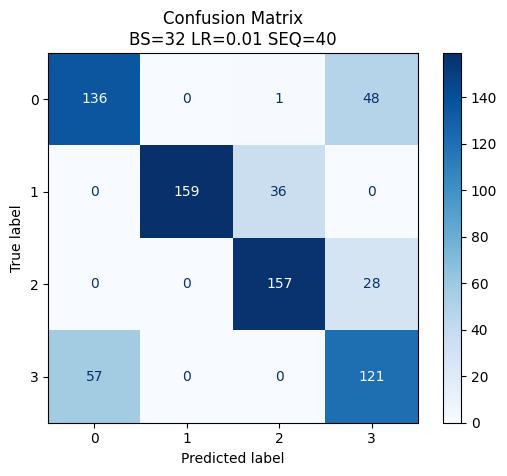 Confusion Matrix
BS=32 LR=0.01 SEQ=40
0 136 0 1 48
1 0 159 36 0
2 0 0 157 28
3 57 0 0 121
0 1 2 3
Predicted label
True label
140
120
100
80
60
40
20
0